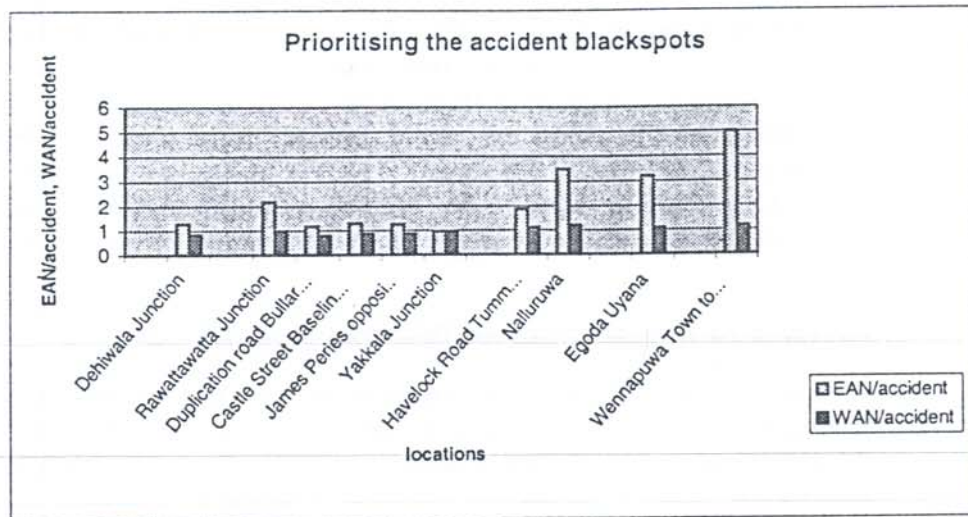 Prioritising the accident blackspots
EAN/accident, WAN/accident
6
5
4
3
2
1
0
Dehiwala Junction
Rawattawatta Junction
Duplication road Bullar...
Castle Street Baselin...
James Peries opposi..
Yakkala Junction
Havelock Road Tumm...
Nalluruwa
Egoda Uyana
Wennapuwa Town to...
locations
EAN/accident
WAN/accident